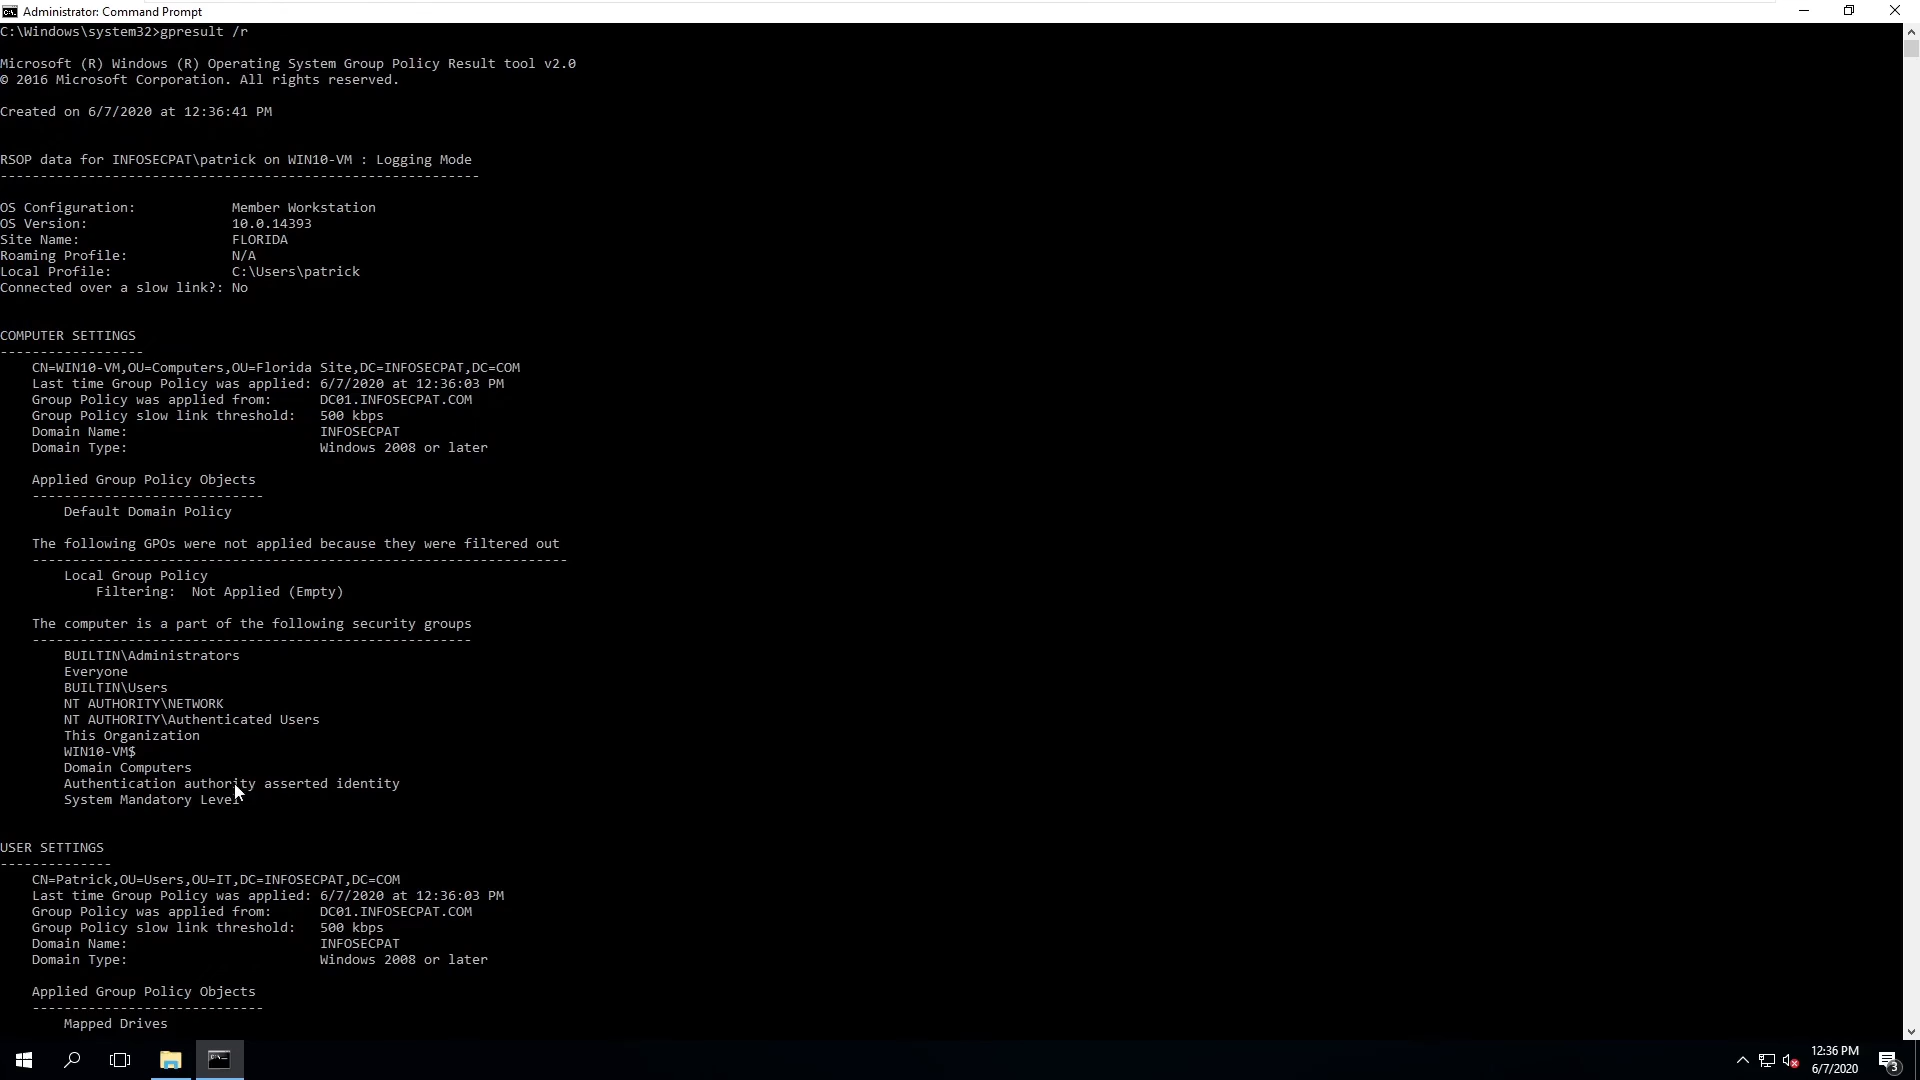 Administrator: Command Prompt
C:\Windows\system32>gpresult /r
Microsoft (R) Windows (R) Operating System Group Policy Result tool v2.0
© 2016 Microsoft Corporation. All rights reserved.
Created on 6/7/2020 at 12:36:41 PM
RSOP data for INFOSECPAT\patrick on WIN10-VM : Logging Mode
------------------------------------------------------------
OS Configuration:            Member Workstation
OS Version:                  10.0.14393
Site Name:                   FLORIDA
Roaming Profile:             N/A
Local Profile:               C:\Users\patrick
Connected over a slow link?: No
COMPUTER SETTINGS
------------------
    CN=WIN10-VM,OU=Computers,OU=Florida Site,DC=INFOSECPAT,DC=COM
    Last time Group Policy was applied: 6/7/2020 at 12:36:03 PM
    Group Policy was applied from:      DC01.INFOSECPAT.COM
    Group Policy slow link threshold:   500 kbps
    Domain Name:                        INFOSECPAT
    Domain Type:                        Windows 2008 or later
    Applied Group Policy Objects
    -----------------------------
        Default Domain Policy
    The following GPOs were not applied because they were filtered out
    -------------------------------------------------------------------
        Local Group Policy
            Filtering:  Not Applied (Empty)
    The computer is a part of the following security groups
    -------------------------------------------------------
        BUILTIN\Administrators
        Everyone
        BUILTIN\Users
        NT AUTHORITY\NETWORK
        NT AUTHORITY\Authenticated Users
        This Organization
        WIN10-VM$
        Domain Computers
        Authentication authority asserted identity
        System Mandatory Level
USER SETTINGS
--------------
    CN=Patrick,OU=Users,OU=IT,DC=INFOSECPAT,DC=COM
    Last time Group Policy was applied: 6/7/2020 at 12:36:03 PM
    Group Policy was applied from:      DC01.INFOSECPAT.COM
    Group Policy slow link threshold:   500 kbps
    Domain Name:                        INFOSECPAT
    Domain Type:                        Windows 2008 or later
    Applied Group Policy Objects
    -----------------------------
        Mapped Drives
12:36 PM
6/7/2020
3